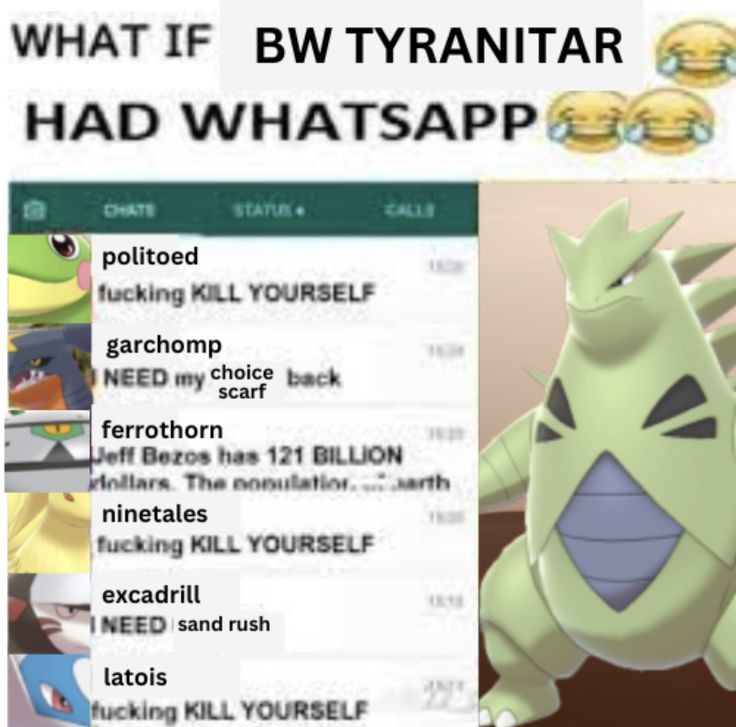 WHAT IF BW TYRANITAR
HAD WHATSAPP
CHATS STATUS CALLS
politoed
fucking KILL YOURSELF
garchomp
I NEED my choice scarf back
ferrothorn
Jeff Bezos has 121 BILLION
dollars. The population
ninetales
fucking KILL YOURSELF
excadrill
I NEED sand rush
latois
fucking KILL YOURSELF